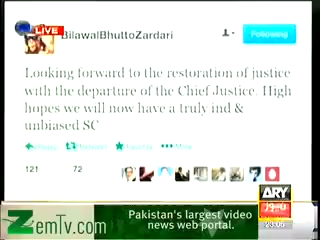 LIVE
BilawalBhuttoZardari
Following
Looking forward to the restoration of justice
with the departure of the Chief Justice. High
hopes we will now have a truly ind &
unbiased SC
121 72
ARY
23:05
ZemTv.com
Pakistan's largest video
news web portal.